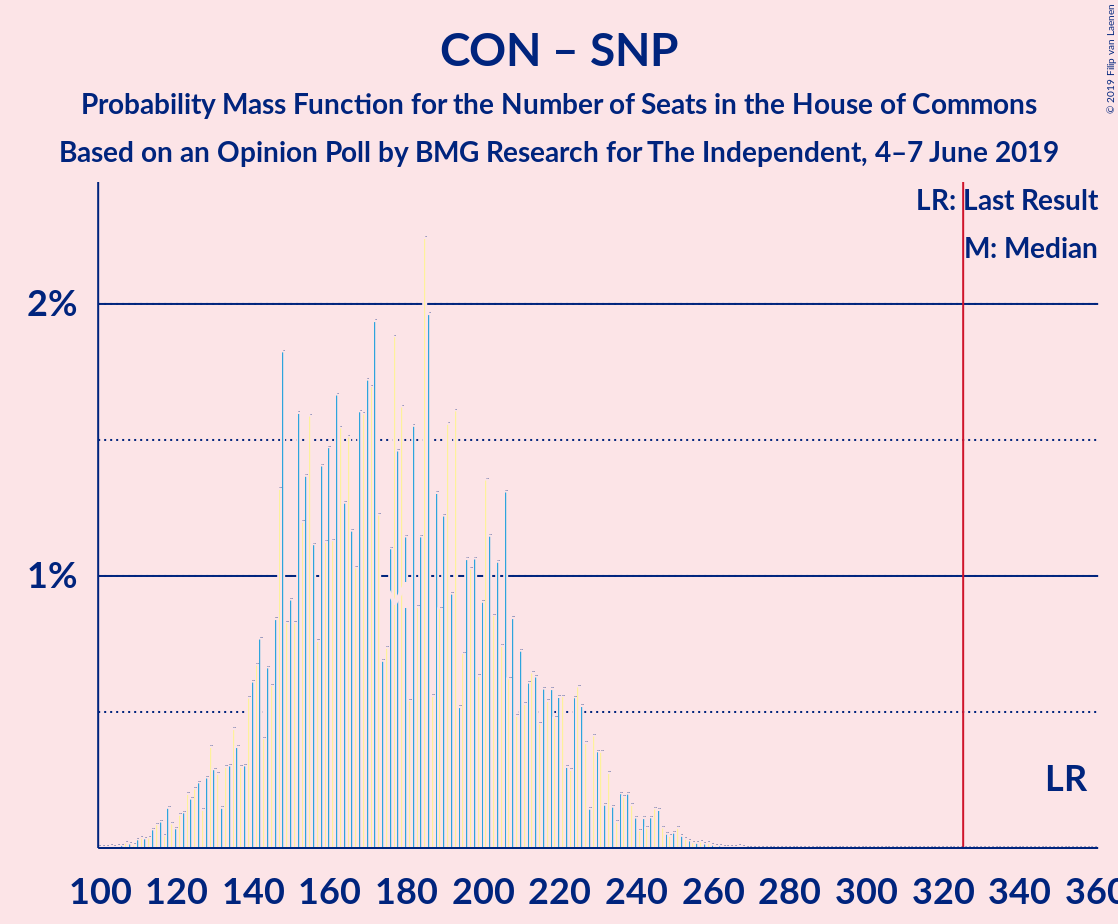 CON – SNP
Probability Mass Function for the Number of Seats in the House of Commons
Based on an Opinion Poll by BMG Research for The Independent, 4–7 June 2019
© 2019 Filip van Laenen
LR: Last Result
M: Median
2%
1%
LR
100 120 140 160 180 200 220 240 260 280 300 320 340 360